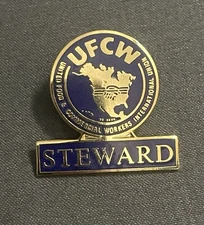 UFCW
UNITED FOOD & COMMERCIAL WORKERS INTERNATIONAL UNION
STEWARD